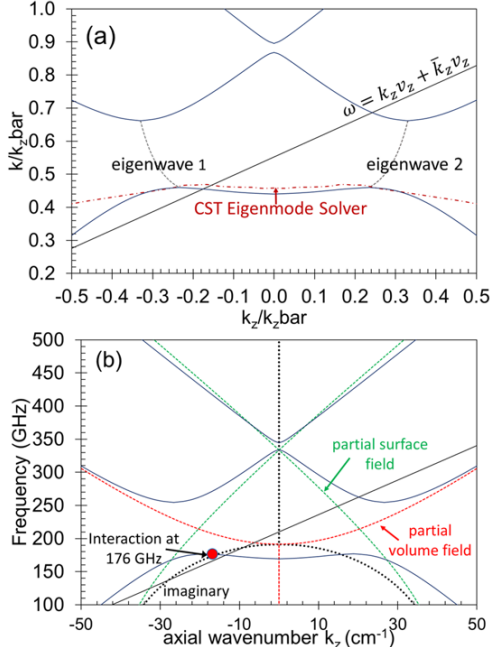 (a)
k/k_zbar
1.0
0.9
0.8
0.7
0.6
0.5
0.4
0.3
0.2
ω = k_z v_z + k̄_z v_z
eigenwave 1
eigenwave 2
CST Eigenmode Solver
-0.5 -0.4 -0.3 -0.2 -0.1 0.0 0.1 0.2 0.3 0.4 0.5
k_z/k_zbar
(b)
Frequency (GHz)
500
450
400
350
300
250
200
150
100
partial surface
field
partial
volume field
Interaction at
176 GHz
imaginary
-50 -30 -10 10 30 50
axial wavenumber k_z (cm⁻¹)